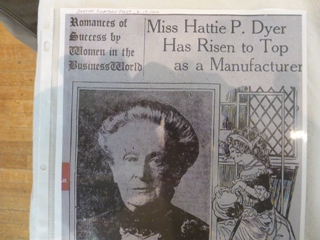 Romances of
Success by
Women in the
Business World
Miss Hattie P. Dyer
Has Risen to Top
as a Manufacturer